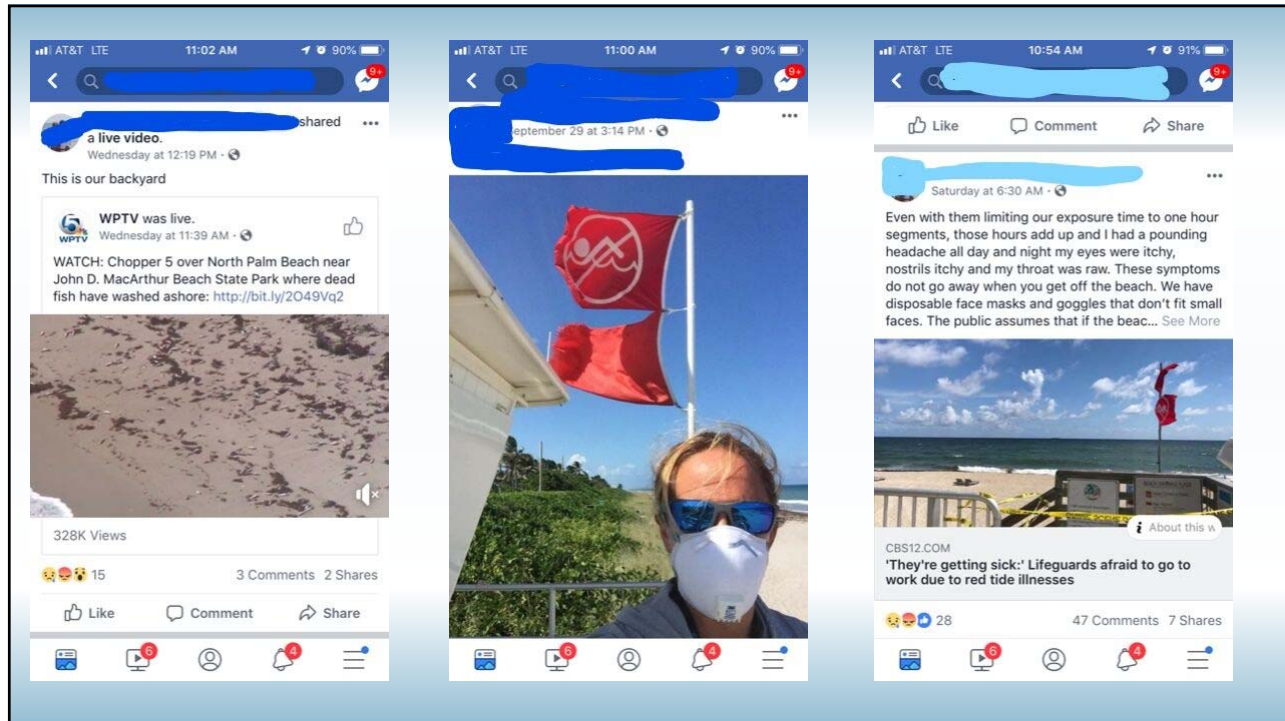 AT&T LTE 11:02 AM 90%
9+
shared
a live video.
Wednesday at 12:19 PM ·
This is our backyard
5
WPTV
WPTV was live.
Wednesday at 11:39 AM ·
WATCH: Chopper 5 over North Palm Beach near
John D. MacArthur Beach State Park where dead
fish have washed ashore: http://bit.ly/2O49Vq2
328K Views
15 3 Comments 2 Shares
Like Comment Share
6 4
AT&T LTE 11:00 AM 90%
9+
September 29 at 3:14 PM ·
6 4
AT&T LTE 10:54 AM 91%
9+
Like Comment Share
Saturday at 6:30 AM ·
Even with them limiting our exposure time to one hour
segments, those hours add up and I had a pounding
headache all day and night my eyes were itchy,
nostrils itchy and my throat was raw. These symptoms
do not go away when you get off the beach. We have
disposable face masks and goggles that don't fit small
faces. The public assumes that if the beac... See More
i About this w
CBS12.COM
'They're getting sick:' Lifeguards afraid to go to
work due to red tide illnesses
28 47 Comments 7 Shares
6 4